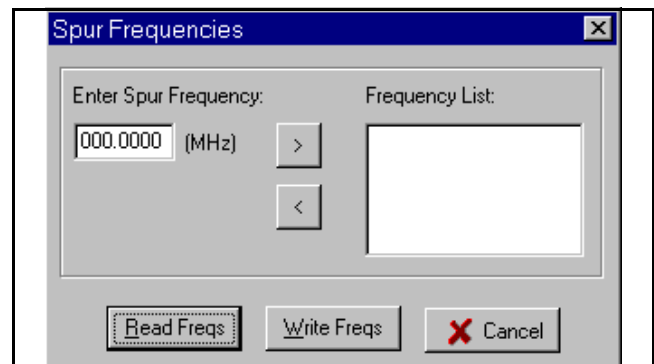 Spur Frequencies
Enter Spur Frequency:
Frequency List:
000.0000 (MHz)
>
<
Read Freqs
Write Freqs
Cancel